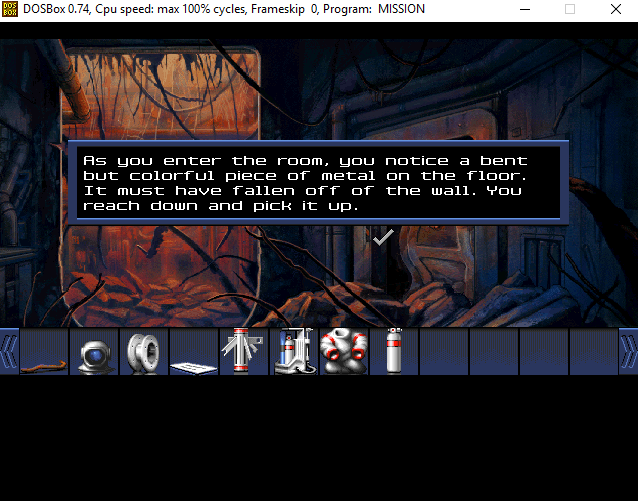 DOSBox 0.74, Cpu speed: max 100% cycles, Frameskip 0, Program: MISSION
DOS
BOX
As you enter the room, you notice a bent
but colorful piece of metal on the floor.
It must have fallen off of the wall. You
reach down and pick it up.